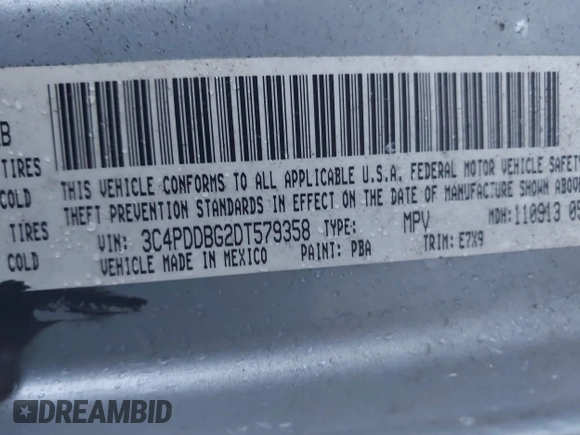 B
TIRES
COLD
TIRES
COLD
THIS VEHICLE CONFORMS TO ALL APPLICABLE U.S.A. FEDERAL MOTOR VEHICLE SAFETY
THEFT PREVENTION STANDARDS IN EFFECT ON THE DATE OF MANUFACTURE SHOWN ABOVE
VIN: 3C4PDDBG2DT579358 TYPE: MPV MDH: 110913 09
VEHICLE MADE IN MEXICO PAINT: PBA TRIM: E7X9
DREAMBID